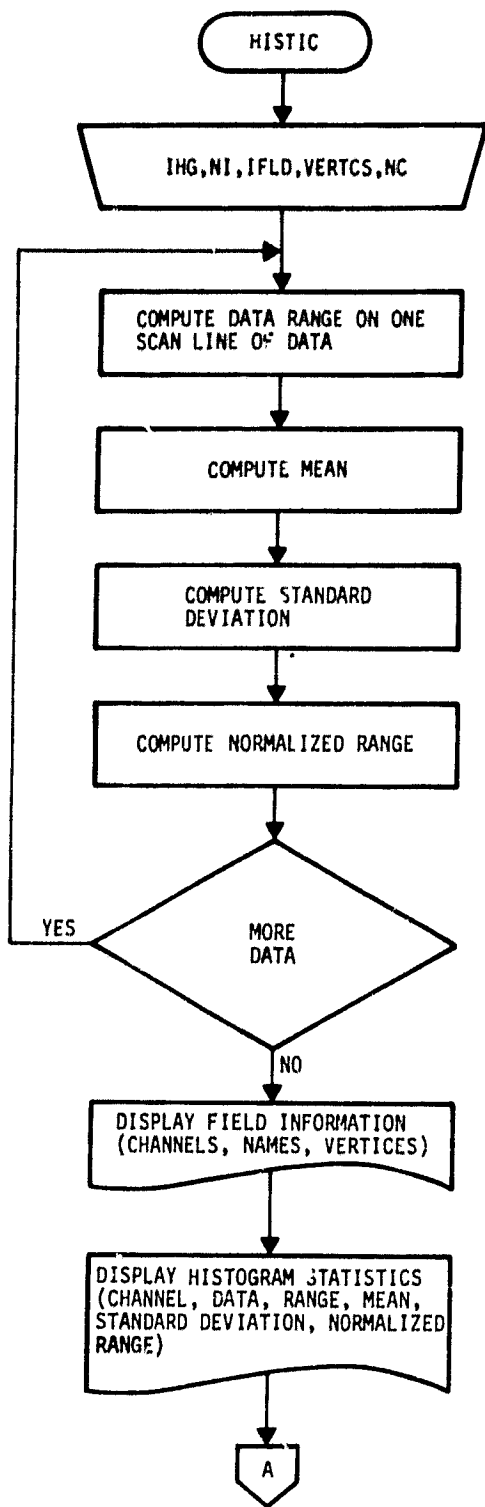 HISTIC
IHG,NI,IFLD,VERTCS,NC
COMPUTE DATA RANGE ON ONE
SCAN LINE OF DATA
COMPUTE MEAN
COMPUTE STANDARD
DEVIATION
COMPUTE NORMALIZED RANGE
YES
MORE
DATA
NO
DISPLAY FIELD INFORMATION
(CHANNELS, NAMES, VERTICES)
DISPLAY HISTOGRAM STATISTICS
(CHANNEL, DATA, RANGE, MEAN,
STANDARD DEVIATION, NORMALIZED
RANGE)
A